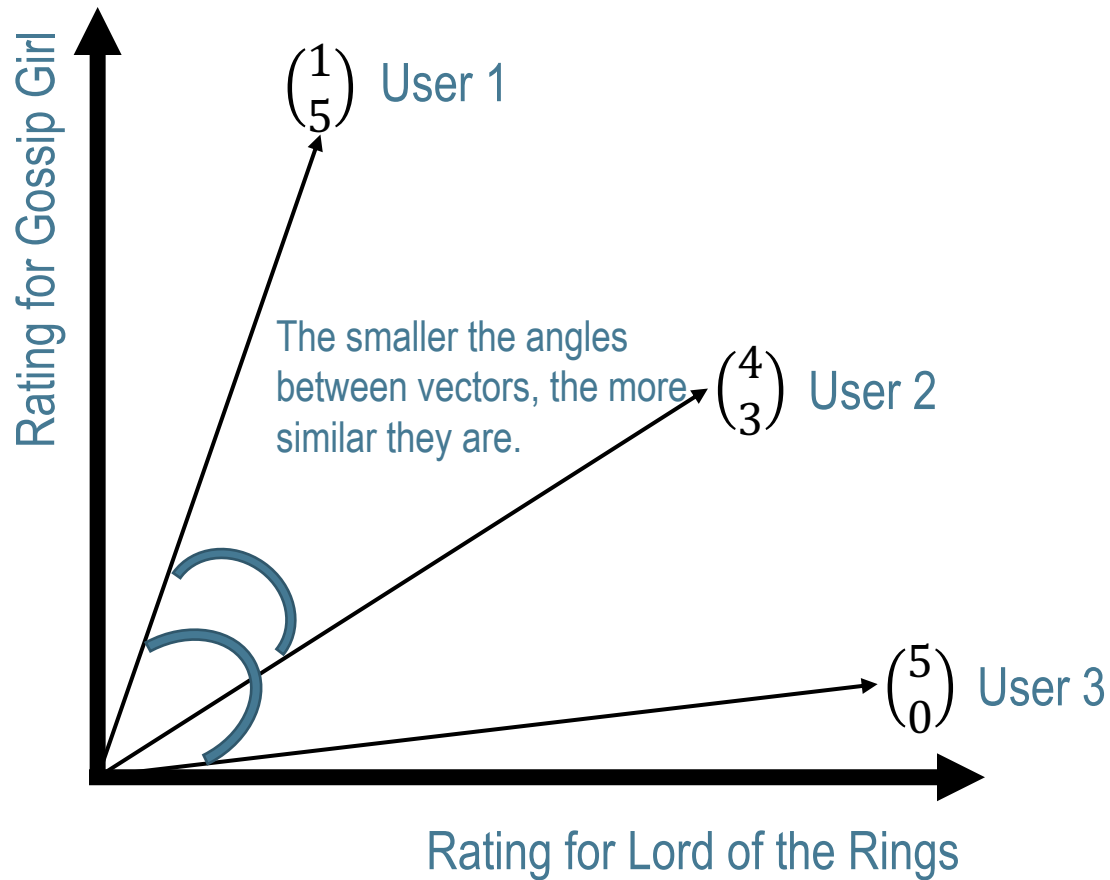 Rating for Gossip Girl
(1
5) User 1
The smaller the angles
between vectors, the more
similar they are.
(4
3) User 2
(5
0) User 3
Rating for Lord of the Rings